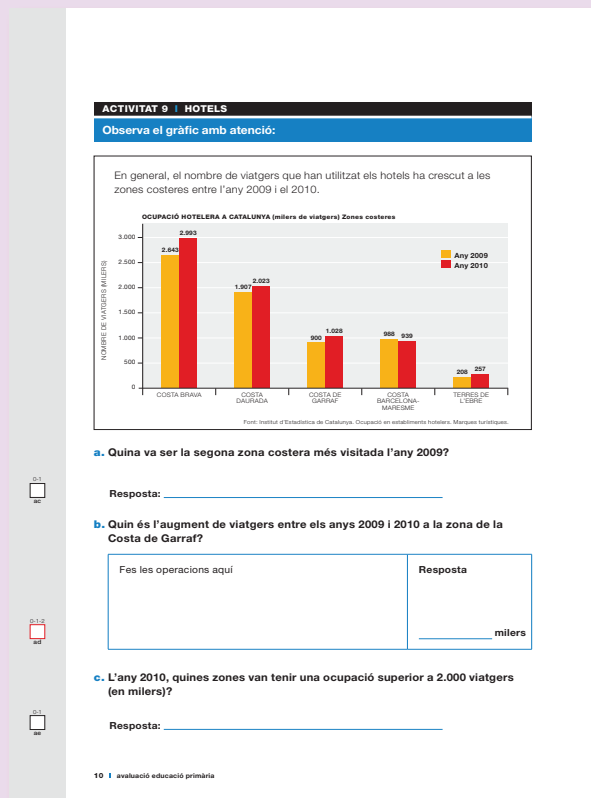 ACTIVITAT 9 I HOTELS
Observa el gràfic amb atenció:
En general, el nombre de viatgers que han utilitzat els hotels ha crescut a les
zones costeres entre l'any 2009 i el 2010.
OCUPACIÓ HOTELERA A CATALUNYA (milers de viatgers) Zones costeres
NOMBRE DE VIATGERS (MILERS)
3.000
2.500
2.000
1.500
1.000
500
0
2.643
2.993
1.907
2.023
900
1.028
988
939
208
257
Any 2009
Any 2010
COSTA BRAVA
COSTA
DAURADA
COSTA DE
GARRAF
COSTA
BARCELONA-
MARESME
TERRES DE
L'EBRE
Font: Institut d'Estadística de Catalunya. Ocupació en establiments hotelers. Marques turístiques.
a. Quina va ser la segona zona costera més visitada l'any 2009?
0-1
ac
Resposta:
b. Quin és l'augment de viatgers entre els anys 2009 i 2010 a la zona de la
Costa de Garraf?
Fes les operacions aquí
Resposta
milers
0-1-2
ad
c. L'any 2010, quines zones van tenir una ocupació superior a 2.000 viatgers
(en milers)?
0-1
ae
Resposta:
10 I avaluació educació primària